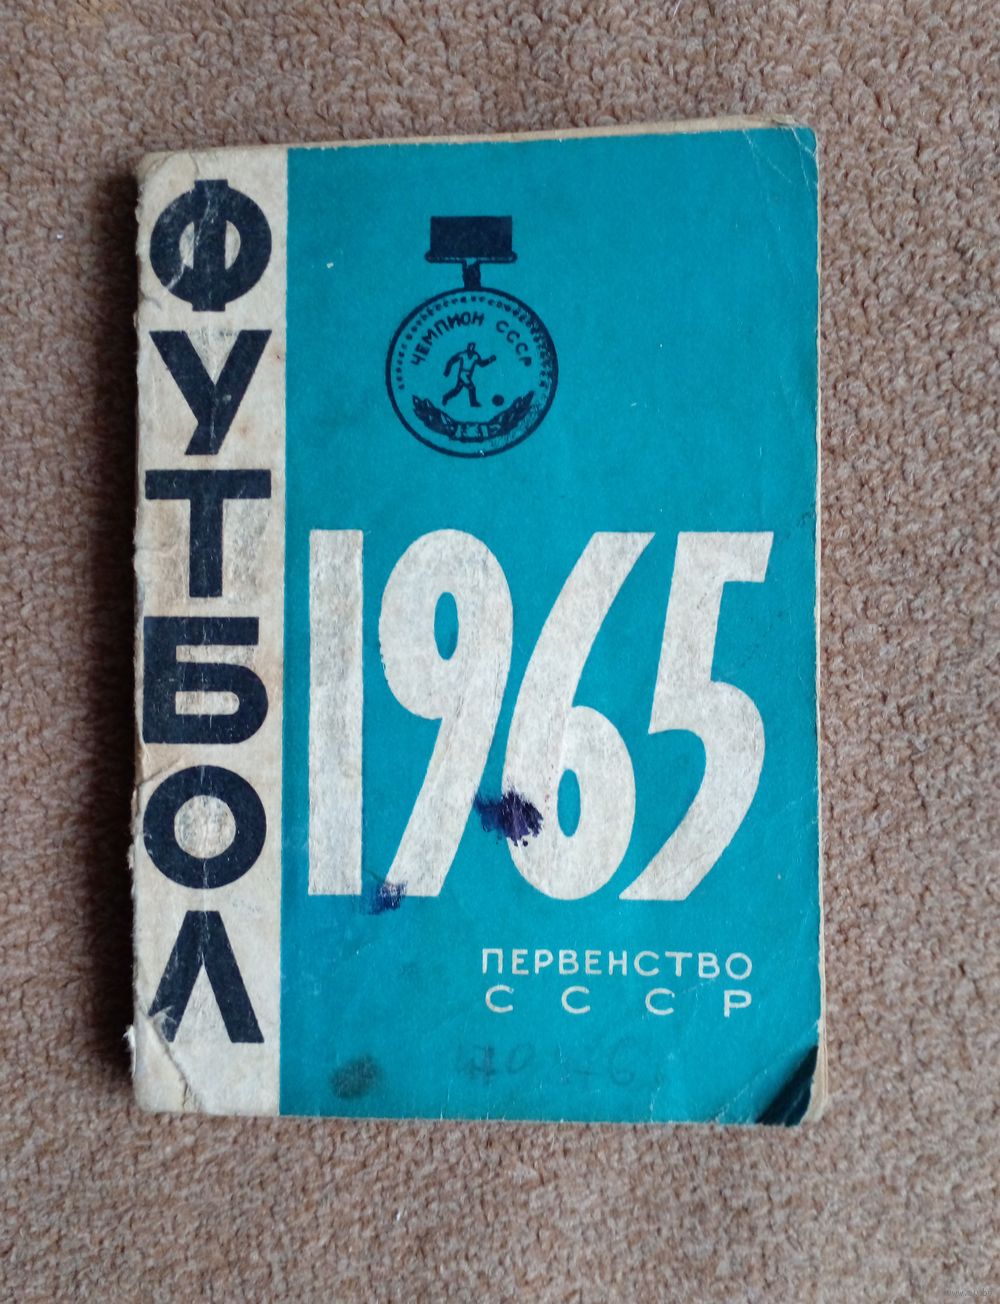 ФУТБОЛ
ЧЕМПИОН СССР
1965
ПЕРВЕНСТВО
СССР